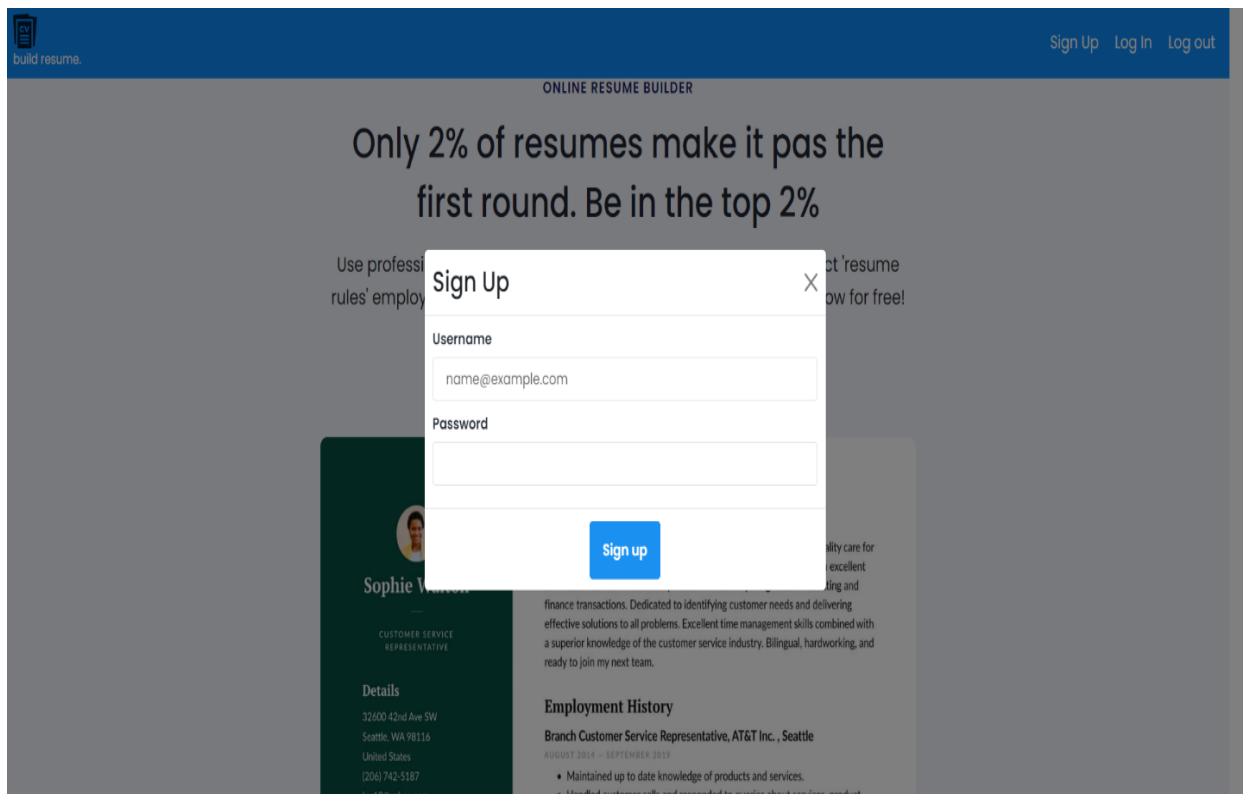 CV
build resume.
Sign Up Log In Log out
ONLINE RESUME BUILDER
Only 2% of resumes make it pas the
first round. Be in the top 2%
Use professi
ct 'resume
rules' employ
ow for free!
Sign Up
X
Username
name@example.com
Password
Sign up
Sophie
CUSTOMER SERVICE
REPRESENTATIVE
Details
32600 42nd Ave SW
Seattle, WA 98116
United States
(206) 742-5187
ality care for
excellent
ting and
finance transactions. Dedicated to identifying customer needs and delivering
effective solutions to all problems. Excellent time management skills combined with
a superior knowledge of the customer service industry. Bilingual, hardworking, and
ready to join my next team.
Employment History
Branch Customer Service Representative, AT&T Inc. , Seattle
AUGUST 2014 — SEPTEMBER 2019
• Maintained up to date knowledge of products and services.